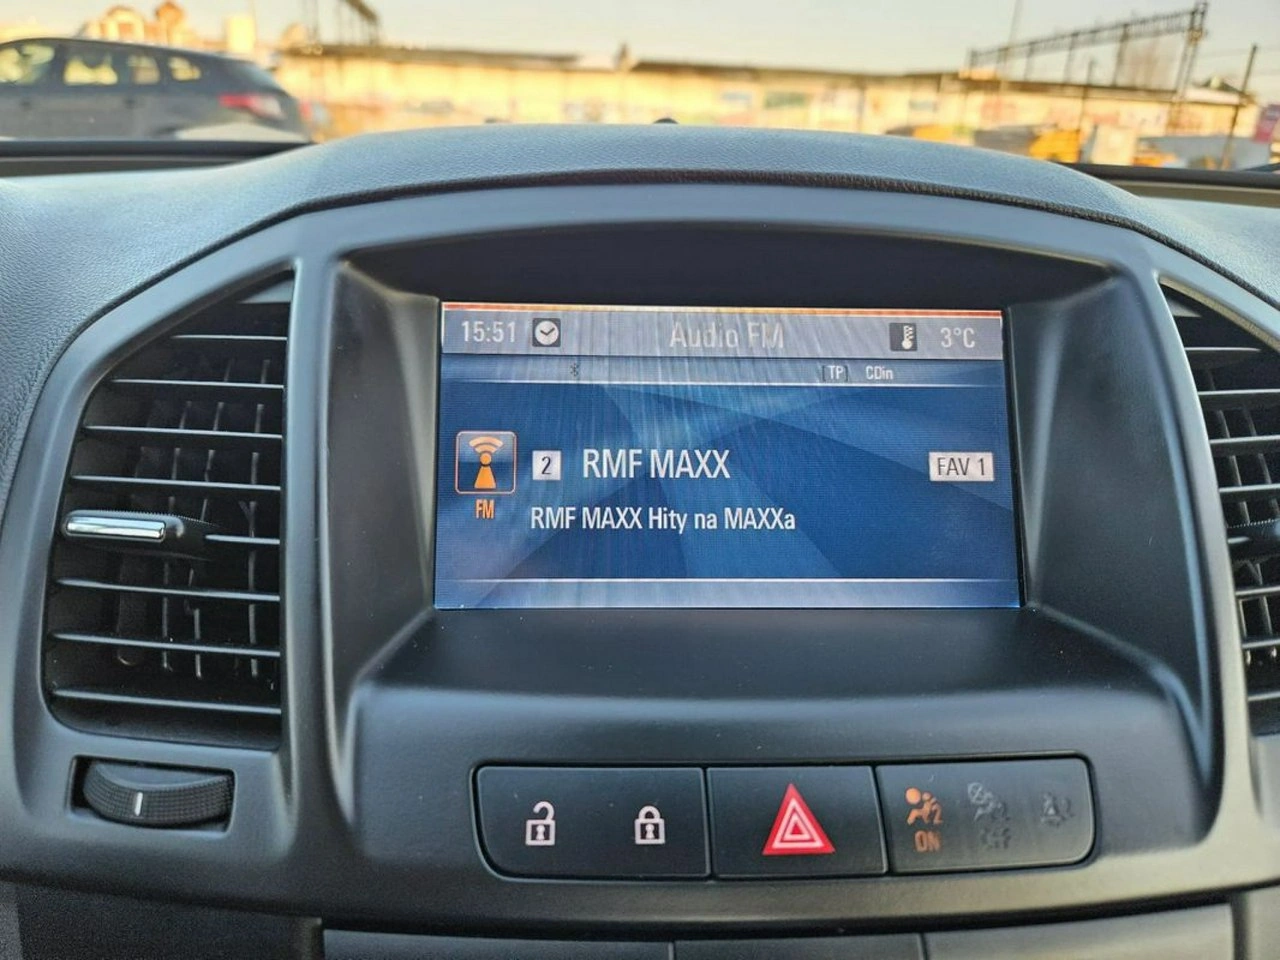 15:51 Audio FM 3°C
TP CDin
2 RMF MAXX FAV 1
FM RMF MAXX Hity na MAXXa
2
ON